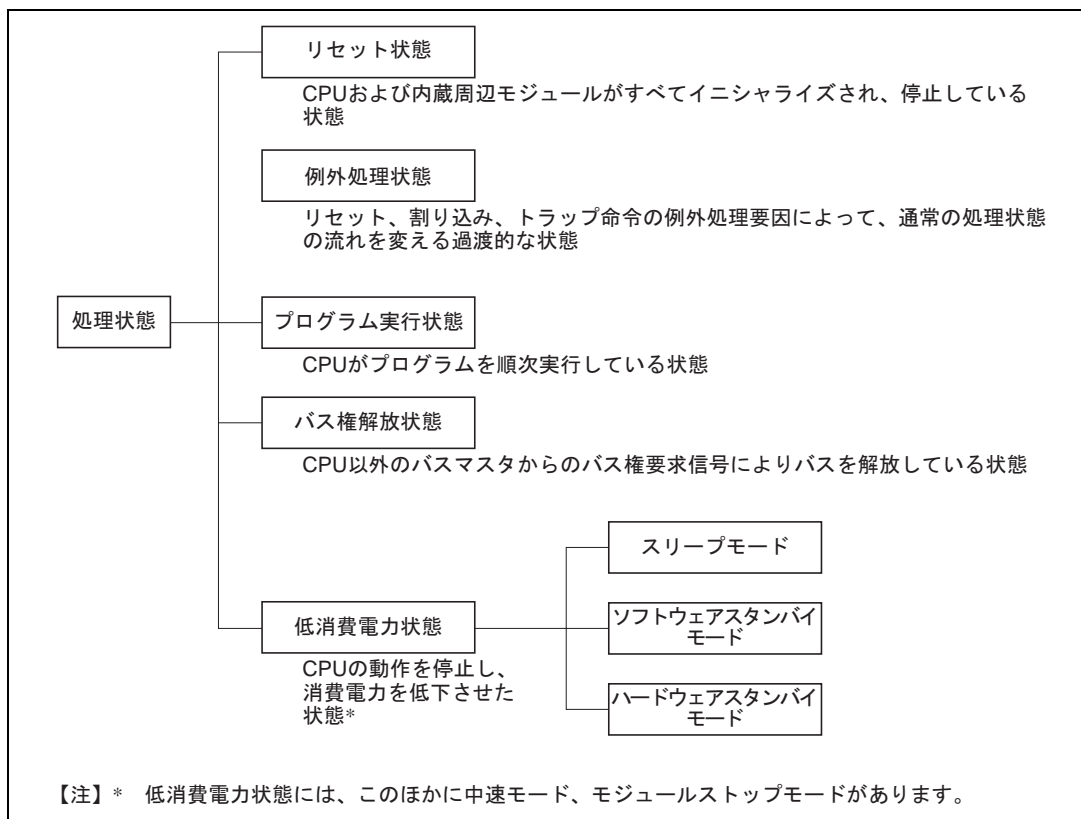 リセット状態
CPUおよび内蔵周辺モジュールがすべてイニシャライズされ、停止している
状態
例外処理状態
リセット、割り込み、トラップ命令の例外処理要因によって、通常の処理状態
の流れを変える過渡的な状態
処理状態
プログラム実行状態
CPUがプログラムを順次実行している状態
バス権解放状態
CPU以外のバスマスタからのバス権要求信号によりバスを解放している状態
スリープモード
低消費電力状態
CPUの動作を停止し、
消費電力を低下させた
状態*
ソフトウェアスタンバイ
モード
ハードウェアスタンバイ
モード
【注】* 低消費電力状態には、このほかに中速モード、モジュールストップモードがあります。